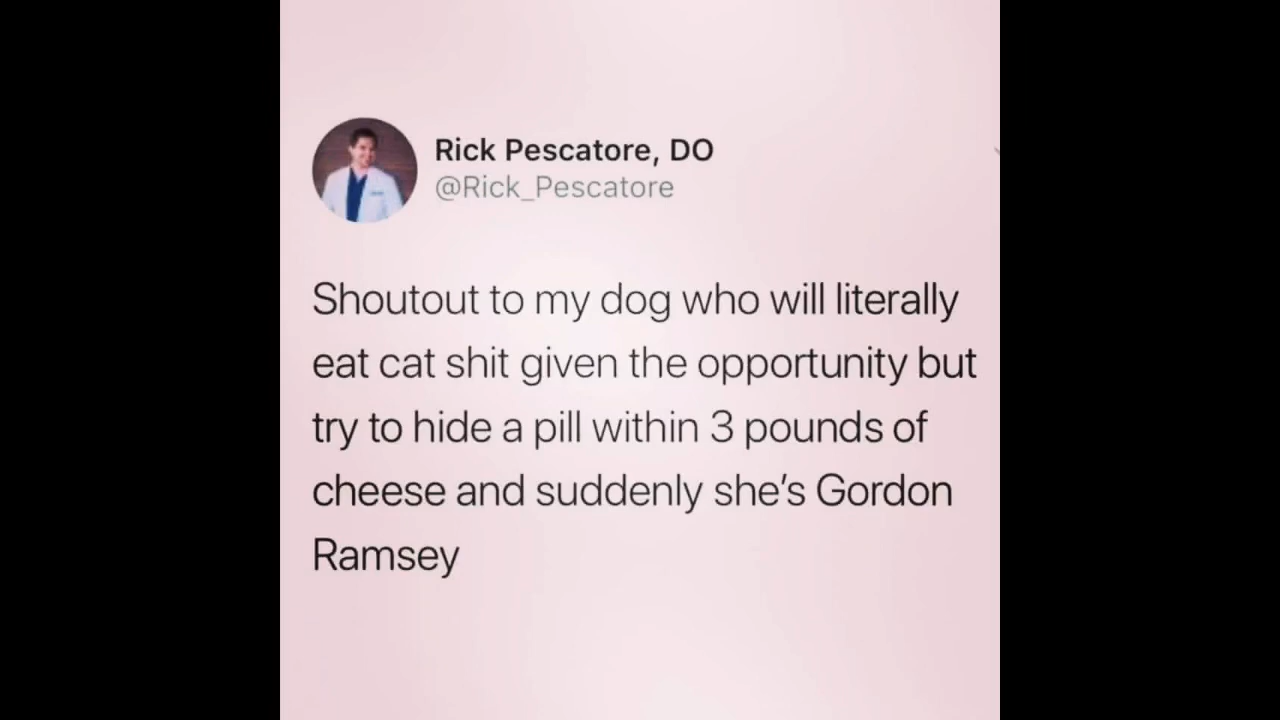 Rick Pescatore, DO
@Rick_Pescatore
Shoutout to my dog who will literally
eat cat shit given the opportunity but
try to hide a pill within 3 pounds of
cheese and suddenly she's Gordon
Ramsey